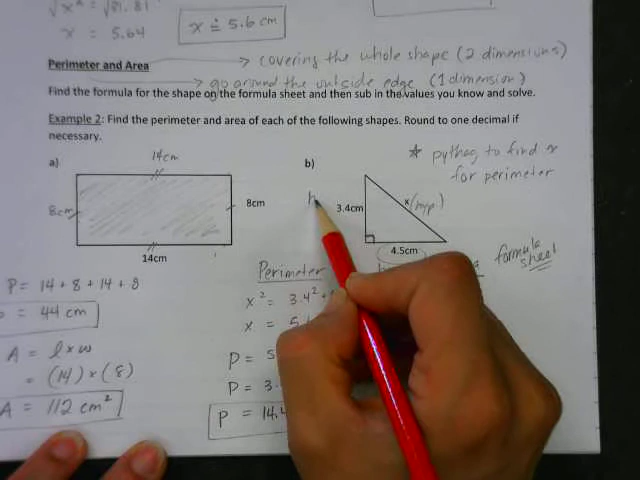 √x² = √31.81
x = 5.64
x ≐ 5.6 cm
Perimeter and Area
→ covering the whole shape (2 dimensions)
→ go around the outside edge (1 dimension)
Find the formula for the shape on the formula sheet and then sub in the values you know and solve.
Example 2: Find the perimeter and area of each of the following shapes. Round to one decimal if
necessary.
a)
14cm
8cm
8cm
14cm
P = 14 + 8 + 14 + 8
= 44 cm
A = l x w
= (14) x (8)
A = 112 cm²
b)
* pythag to find x
for perimeter
h
3.4cm
x (hyp)
4.5cm
formula
sheet
Perimeter
x² = 3.4² +
x = 5.
P = 5
P = 3.
P = 14.